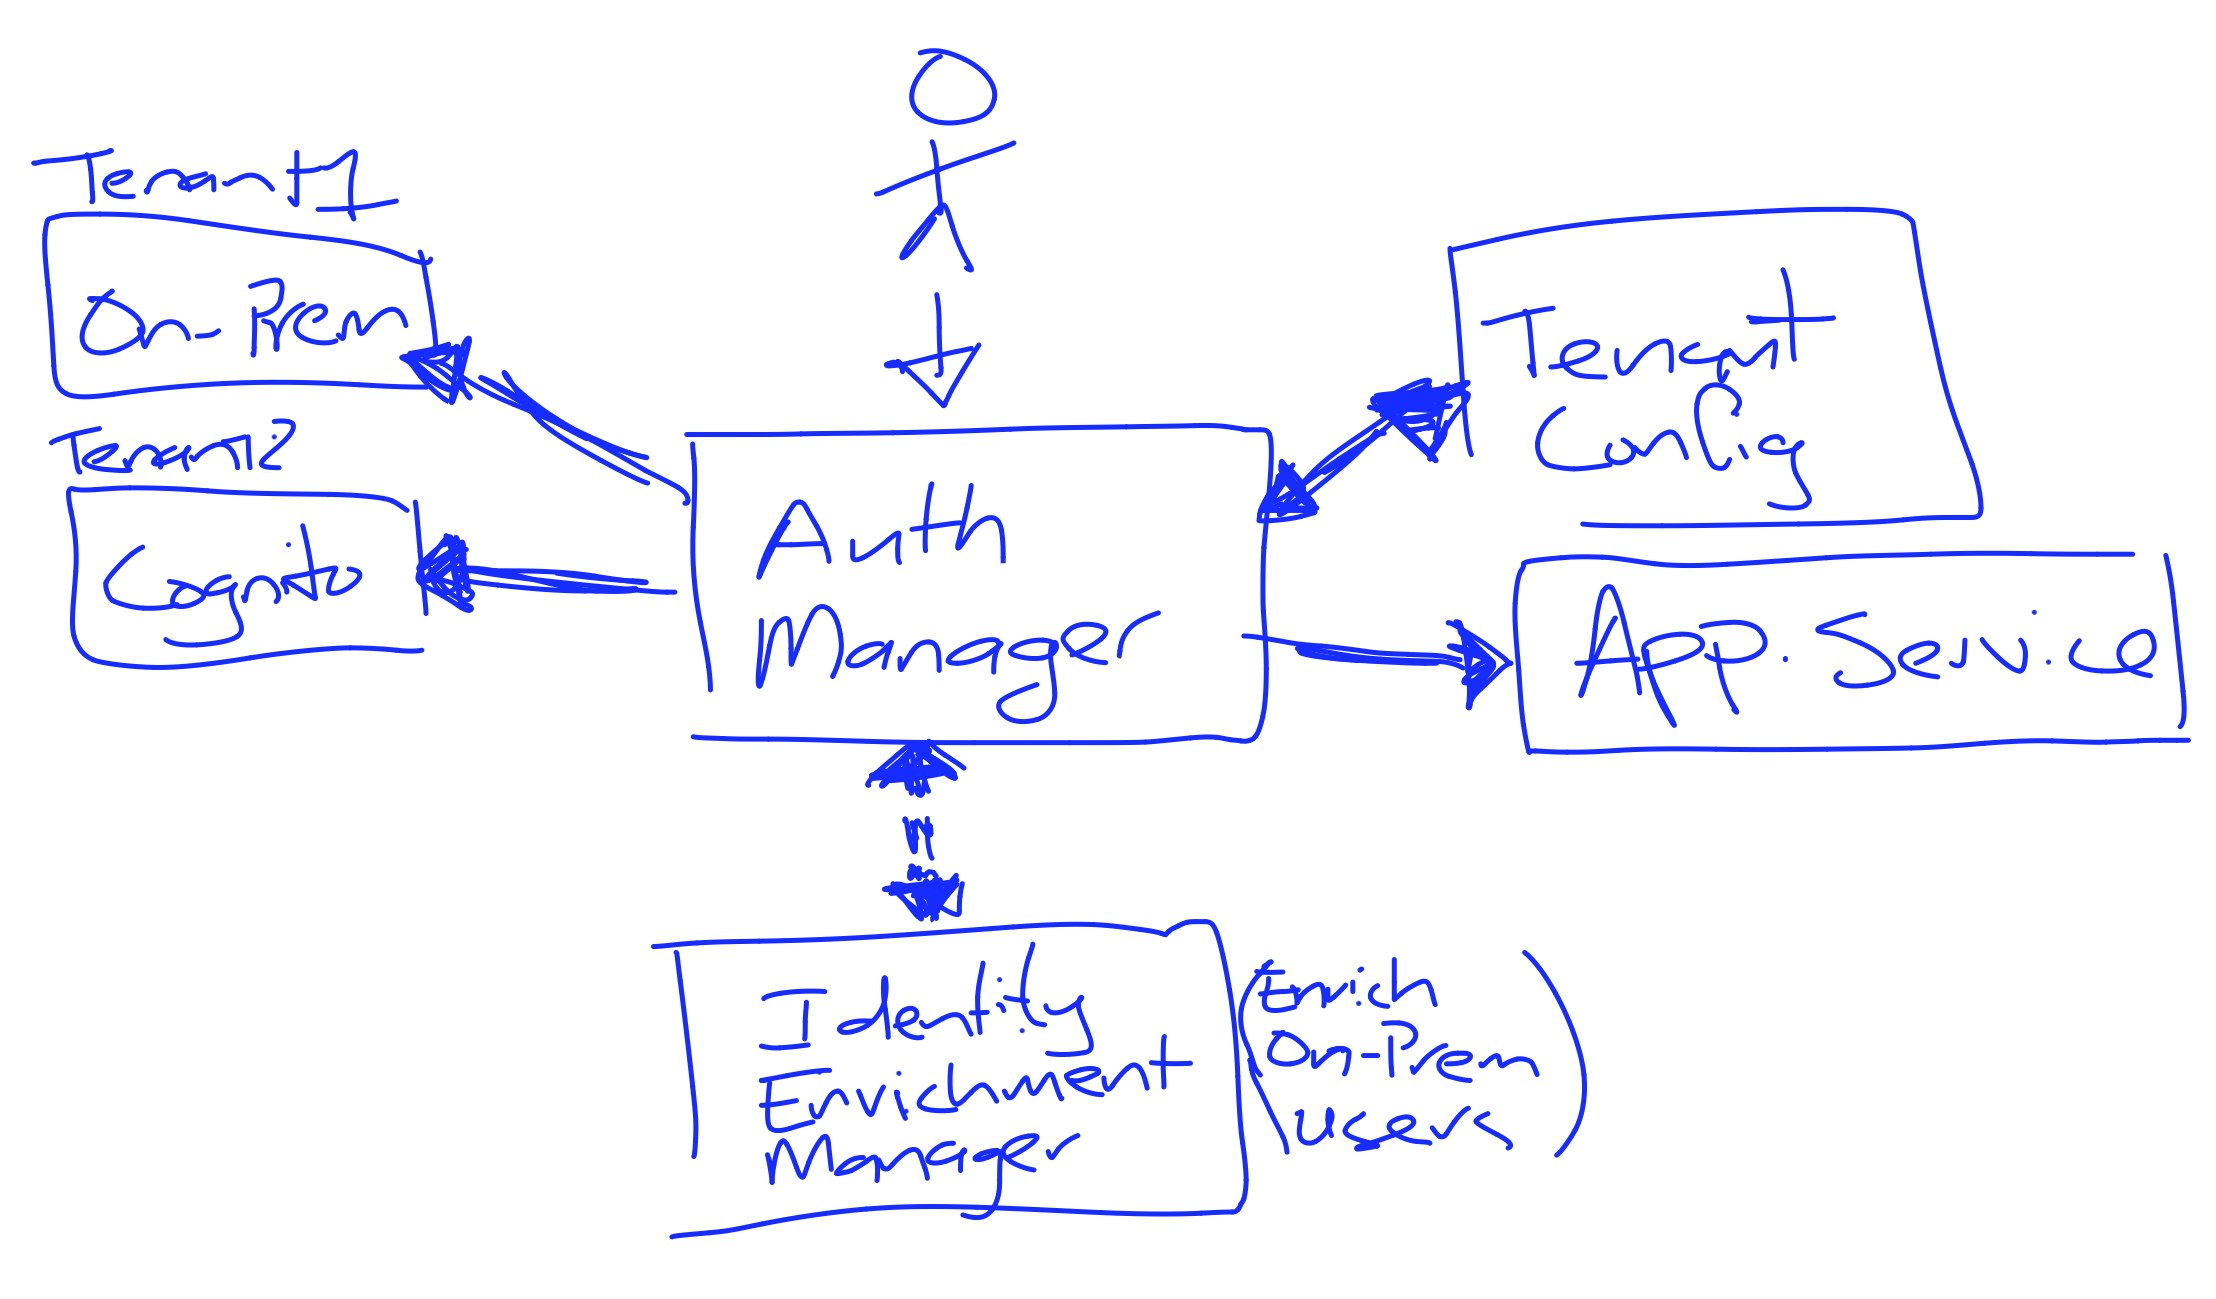 Tenant1
On-Prem
Tenant2
Cognito
Auth
Manager
Tenant
Config
App. Service
Identity
Enrichment
Manager
(Enrich
On-Prem
users)